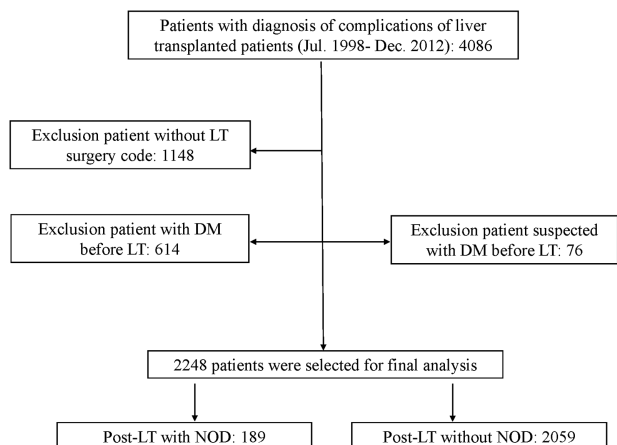 Patients with diagnosis of complications of liver
transplanted patients (Jul. 1998- Dec. 2012): 4086
Exclusion patient without LT
surgery code: 1148
Exclusion patient with DM
before LT: 614
Exclusion patient suspected
with DM before LT: 76
2248 patients were selected for final analysis
Post-LT with NOD: 189
Post-LT without NOD: 2059